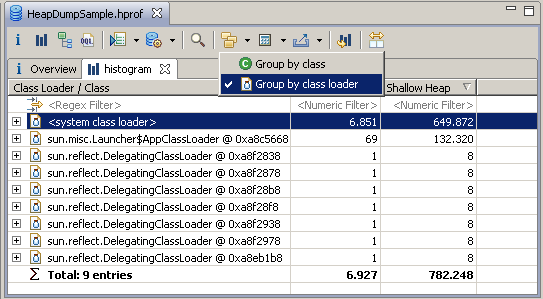 HeapDumpSample.hprof
Overview histogram
Group by class
Group by class loader
Class Loader / Class Shallow Heap
<Regex Filter> <Numeric Filter> <Numeric Filter>
<system class loader> 6.851 649.872
sun.misc.Launcher$AppClassLoader @ 0xa8c5668 69 132.320
sun.reflect.DelegatingClassLoader @ 0xa8f2838 1 8
sun.reflect.DelegatingClassLoader @ 0xa8f2878 1 8
sun.reflect.DelegatingClassLoader @ 0xa8f28b8 1 8
sun.reflect.DelegatingClassLoader @ 0xa8f28f8 1 8
sun.reflect.DelegatingClassLoader @ 0xa8f2938 1 8
sun.reflect.DelegatingClassLoader @ 0xa8f2978 1 8
sun.reflect.DelegatingClassLoader @ 0xa8eb1b8 1 8
Σ Total: 9 entries 6.927 782.248